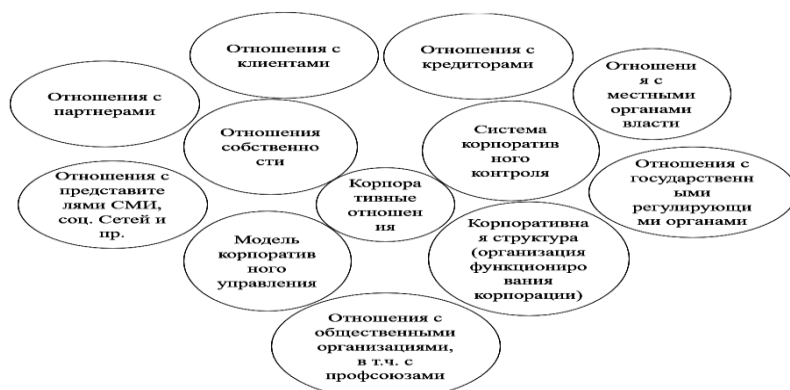 Отношения с
клиентами
Отношения с
кредиторами
Отношени
я с
местными
органами
власти
Отношения с
партнерами
Отношения
собственно
сти
Система
корпоратив
ного
контроля
Отношения с
представите
лями СМИ,
соц. Сетей и
пр.
Корпора
тивные
отношен
ия
Отношения с
государственн
ыми
регулирующи
ми органами
Модель
корпоратив
ного
управления
Корпоративна
я структура
(организация
функциониро
вания
корпорации)
Отношения с
общественными
организациями,
в т.ч. с
профсоюзами